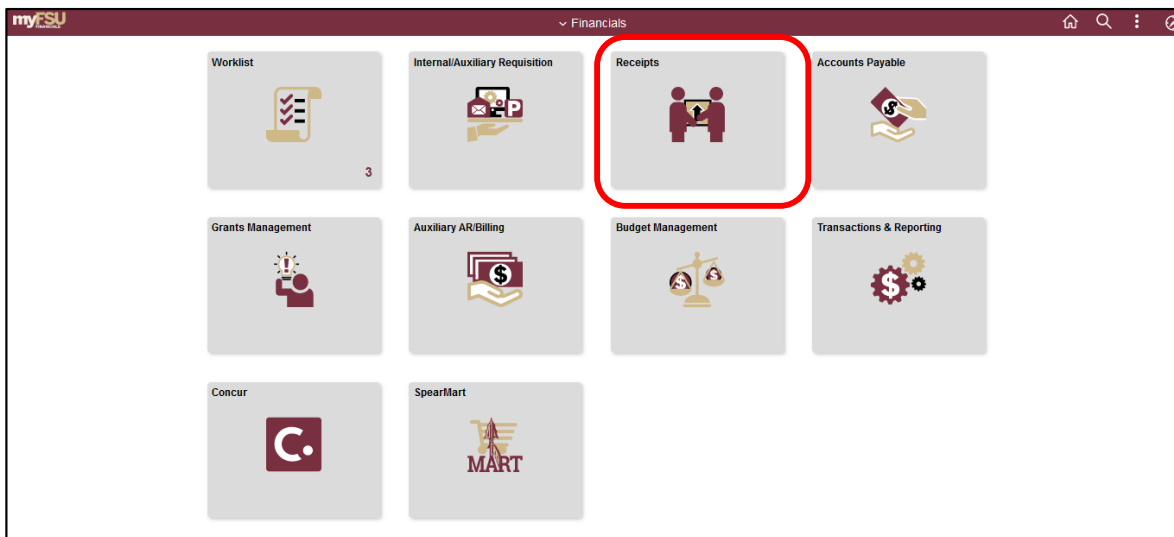 myFSU
FINANCIALS
Financials
Worklist
3
Internal/Auxiliary Requisition
P
Receipts
Accounts Payable
$
Grants Management
!
Auxiliary AR/Billing
$
Budget Management
$ $
Transactions & Reporting
$
Concur
C.
SpearMart
MART